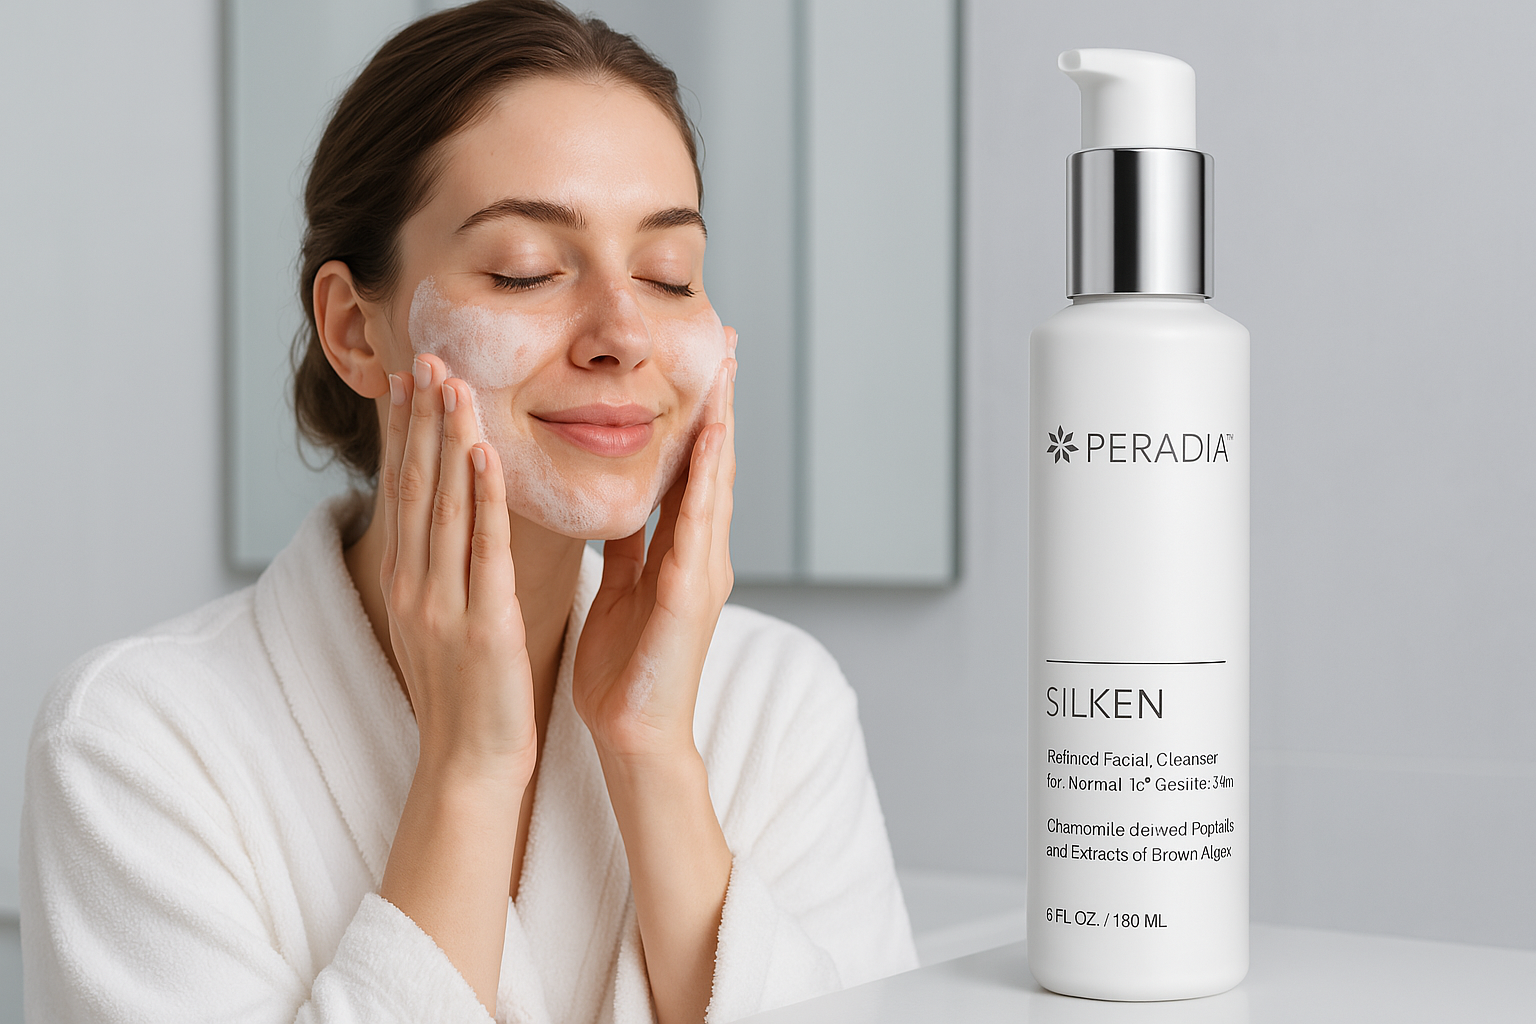 PERADIA™
SILKEN
Refinıcd Facial, Cleanser
for. Normal 1c° Gesiite: 34m
Chamomile deiwed Poptails
and Extracts of Brown Algex
6 FL OZ. / 180 ML